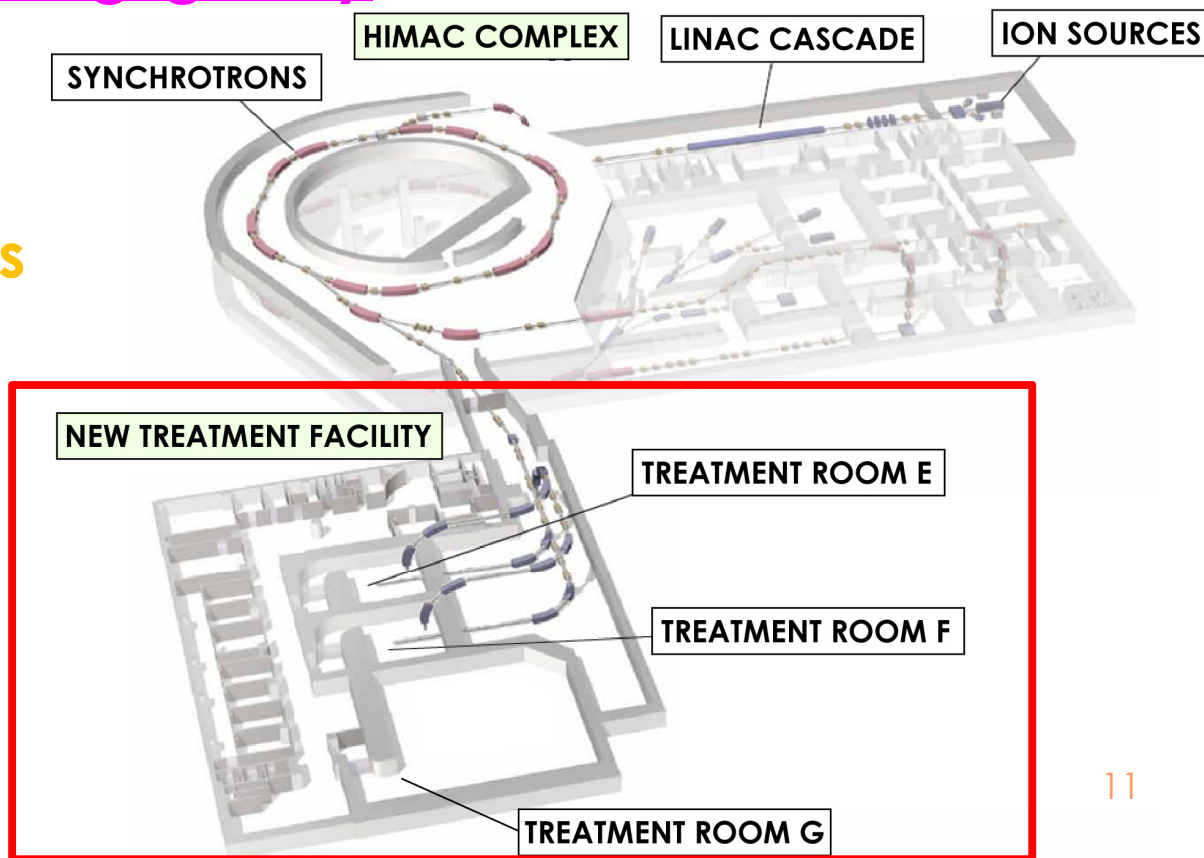 HIMAC COMPLEX
LINAC CASCADE
ION SOURCES
SYNCHROTRONS
s
NEW TREATMENT FACILITY
TREATMENT ROOM E
TREATMENT ROOM F
TREATMENT ROOM G
11